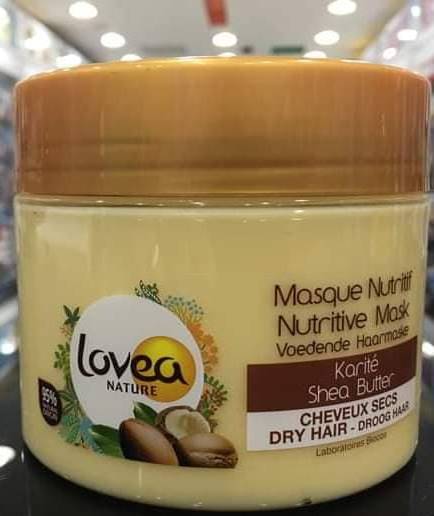 Masque Nutritif
Nutritive Mask
Voedende Haarmaske
Karité
Shea Butter
CHEVEUX SECS
DRY HAIR - DROOG HAAR
Laboratoires Biocos
Lovea
NATURE
95%